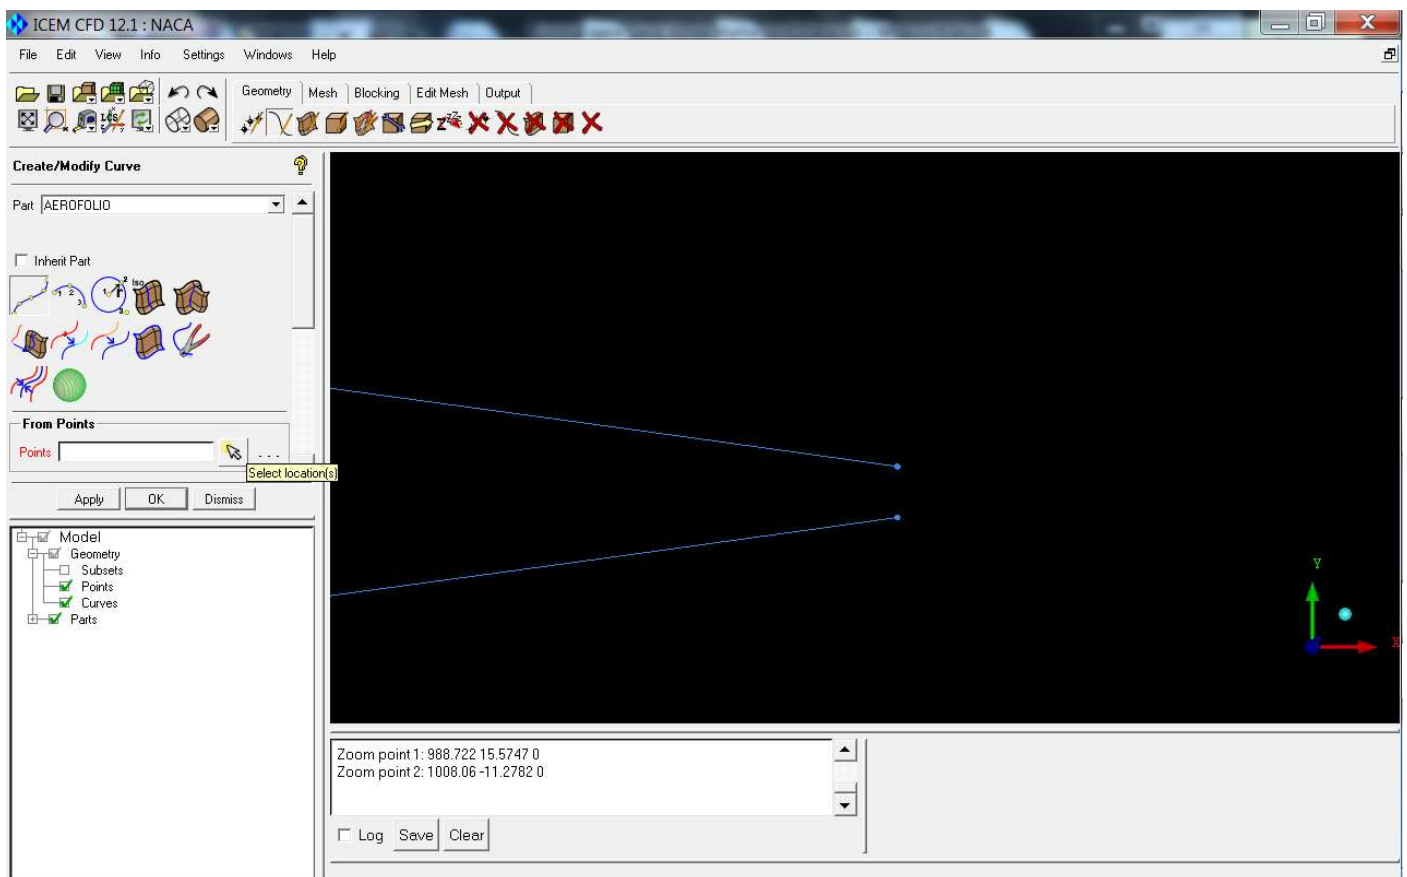 ICEM CFD 12.1 : NACA
File Edit View Info Settings Windows Help
Geometry Mesh Blocking Edit Mesh Output
LCS
Create/Modify Curve
Part AEROFOLIO
Inherit Part
Iso
From Points
Points . . .
Select location(s)
Apply OK Dismiss
Model
Geometry
Subsets
Points
Curves
Parts
Y
X
Zoom point 1: 988.722 15.5747 0
Zoom point 2: 1008.06 -11.2782 0
Log Save Clear